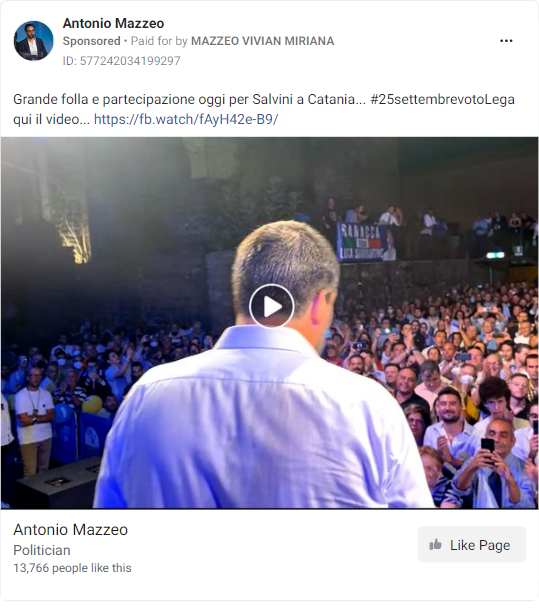 Antonio Mazzeo
Sponsored • Paid for by MAZZEO VIVIAN MIRIANA
ID: 577242034199297
Grande folla e partecipazione oggi per Salvini a Catania... #25settembrevotoLega
qui il video... https://fb.watch/fAyH42e-B9/
RAMACCA
Antonio Mazzeo
Politician
13,766 people like this
Like Page